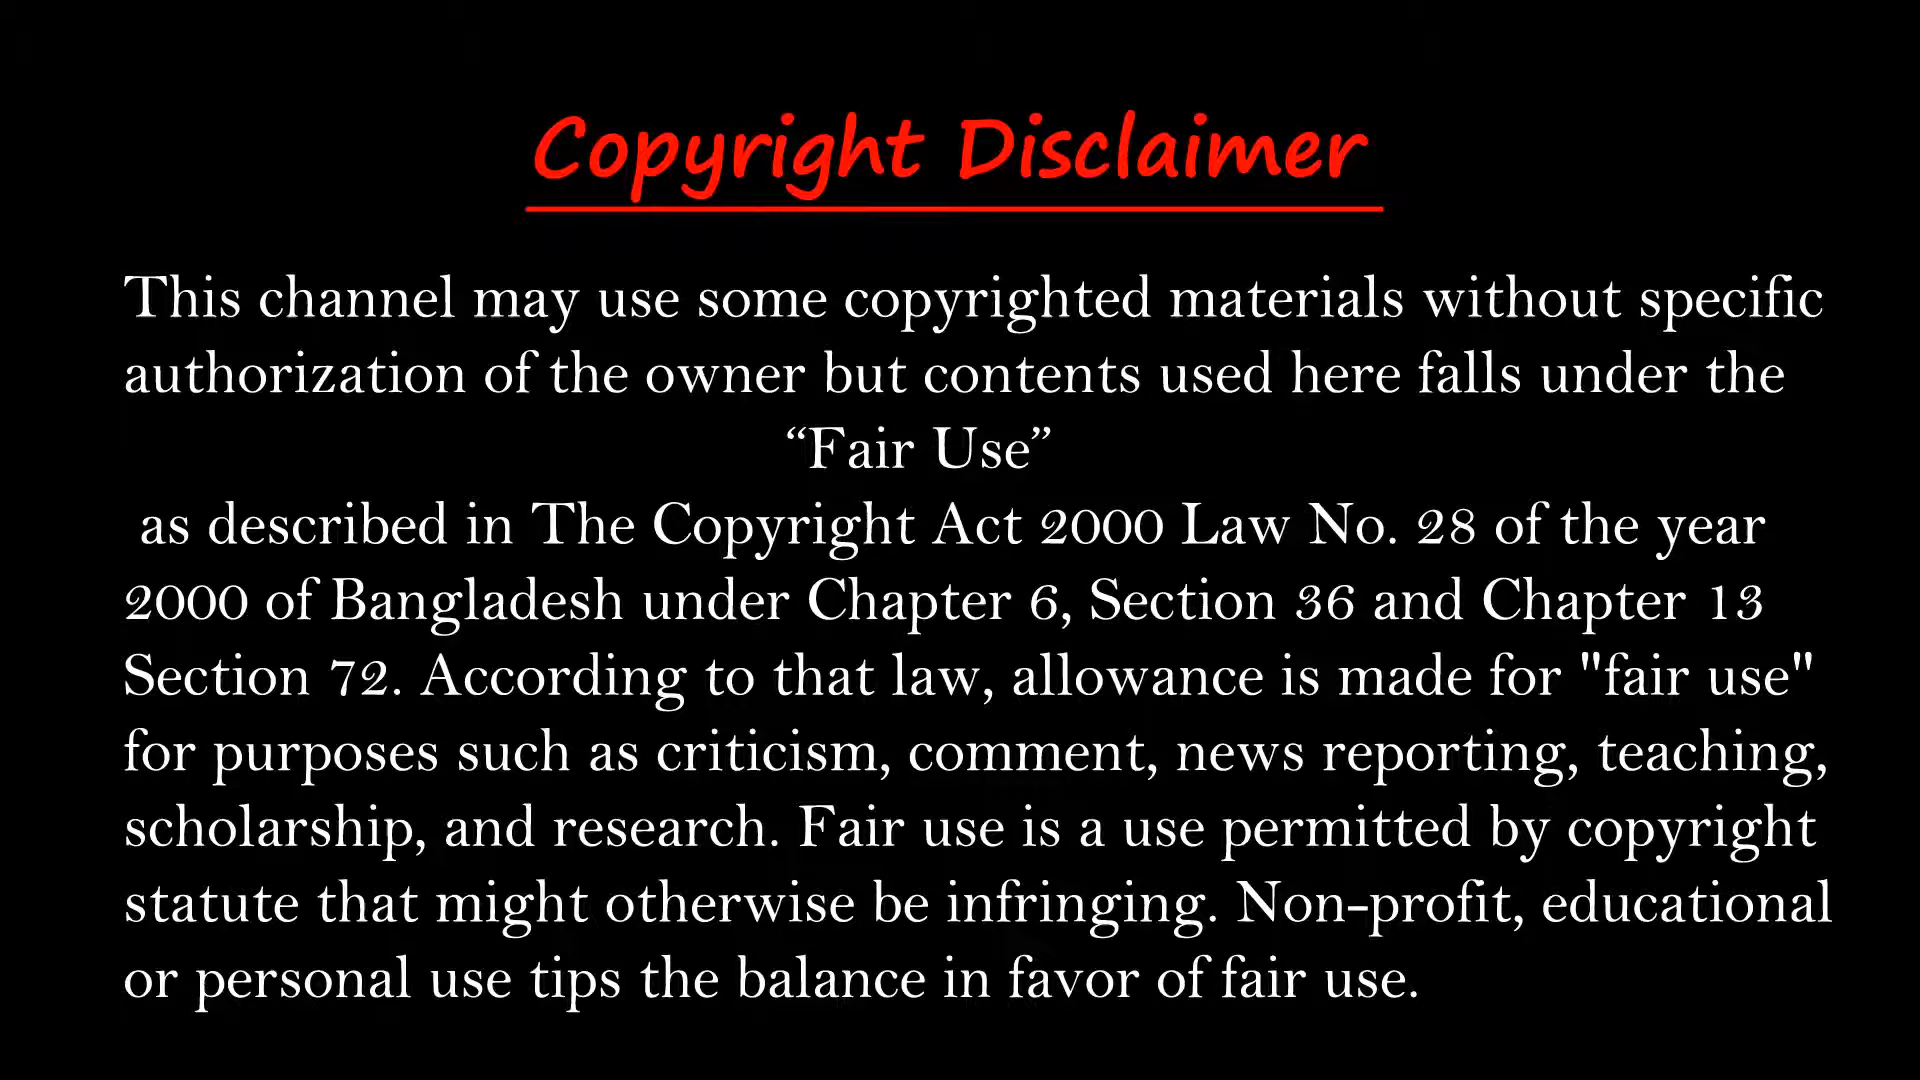 Copyright Disclaimer
This channel may use some copyrighted materials without specific
authorization of the owner but contents used here falls under the
“Fair Use”
as described in The Copyright Act 2000 Law No. 28 of the year
2000 of Bangladesh under Chapter 6, Section 36 and Chapter 13
Section 72. According to that law, allowance is made for "fair use"
for purposes such as criticism, comment, news reporting, teaching,
scholarship, and research. Fair use is a use permitted by copyright
statute that might otherwise be infringing. Non-profit, educational
or personal use tips the balance in favor of fair use.